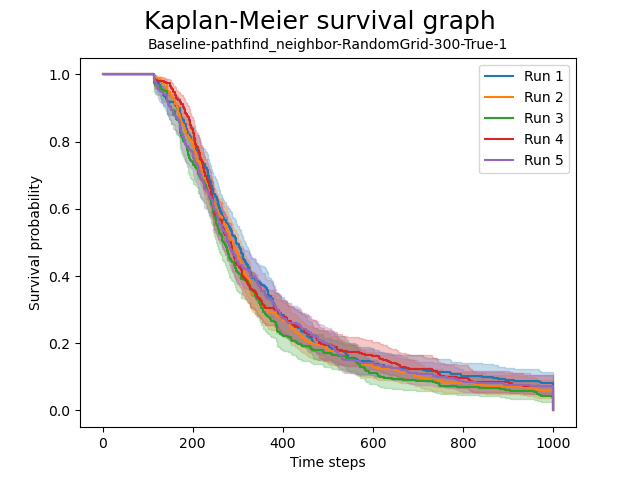 Kaplan-Meier survival graph
Baseline-pathfind_neighbor-RandomGrid-300-True-1
Run 1
Run 2
Run 3
Run 4
Run 5
Survival probability
1.0
0.8
0.6
0.4
0.2
0.0
0 200 400 600 800 1000
Time steps